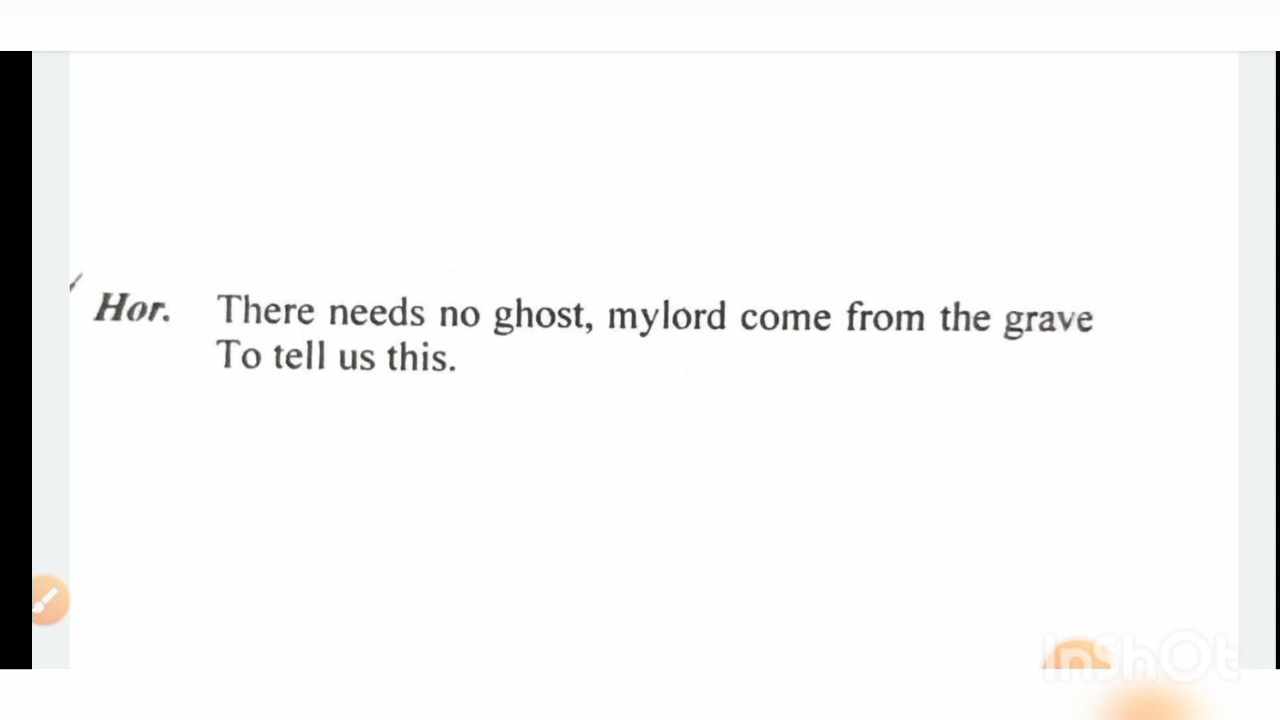 Hor. There needs no ghost, mylord come from the grave
To tell us this.
InShOt